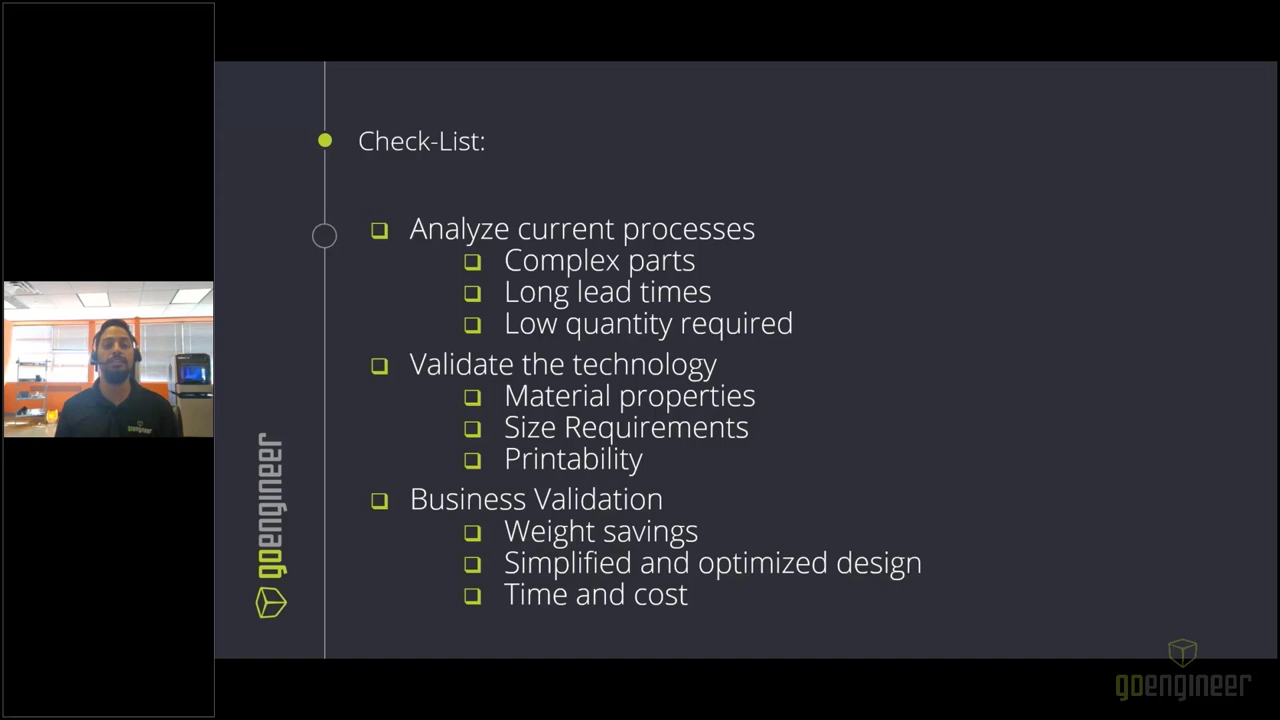 Check-List:
Analyze current processes
Complex parts
Long lead times
Low quantity required
Validate the technology
Material properties
Size Requirements
Printability
Business Validation
Weight savings
Simplified and optimized design
Time and cost
goengineer
goengineer
goengineer